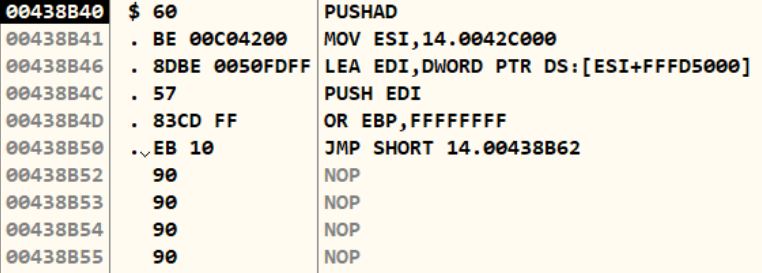 00438B40 $ 60 PUSHAD
00438B41 . BE 00C04200 MOV ESI,14.0042C000
00438B46 . 8DBE 0050FDFF LEA EDI,DWORD PTR DS:[ESI+FFFD5000]
00438B4C . 57 PUSH EDI
00438B4D . 83CD FF OR EBP,FFFFFFFF
00438B50 .⌄EB 10 JMP SHORT 14.00438B62
00438B52 90 NOP
00438B53 90 NOP
00438B54 90 NOP
00438B55 90 NOP